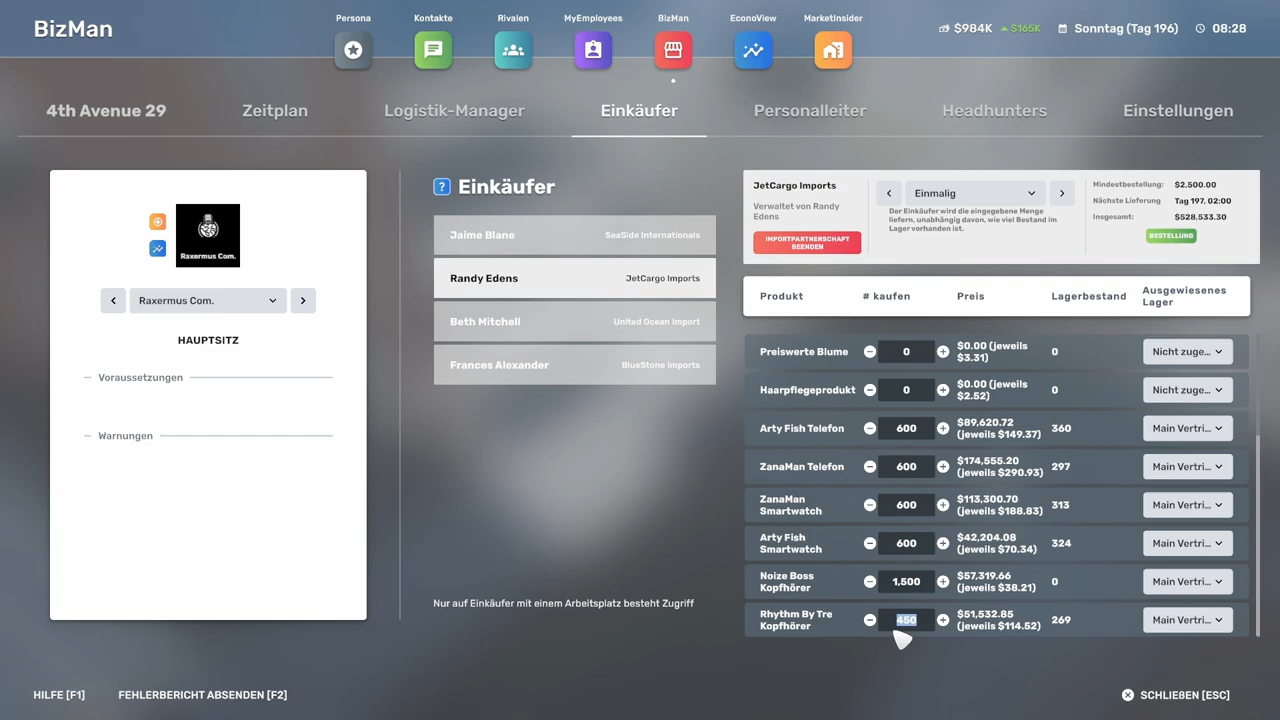 BizMan
Persona
Kontakte
Rivalen
MyEmployees
BizMan
EconoView
MarketInsider
$984K
$165K
Sonntag (Tag 196)
08:28
4th Avenue 29
Zeitplan
Logistik-Manager
Einkäufer
Personalleiter
Headhunters
Einstellungen
Raxermus Com.
Raxermus Com.
HAUPTSITZ
Voraussetzungen
Warnungen
? Einkäufer
Jaime Blane SeaSide Internationals
Randy Edens JetCargo Imports
Beth Mitchell United Ocean Import
Frances Alexander BlueStone Imports
Nur auf Einkäufer mit einem Arbeitsplatz besteht Zugriff
JetCargo Imports
Verwaltet von Randy
Edens
IMPORTPARTNERSCHAFT
BEENDEN
Einmalig
Der Einkäufer wird die eingegebene Menge
liefern, unabhängig davon, wie viel Bestand im
Lager vorhanden ist.
Mindestbestellung: $2,500.00
Nächste Lieferung Tag 197, 02:00
Insgesamt: $528,533.30
BESTELLUNG
Produkt
# kaufen
Preis
Lagerbestand
Ausgewiesenes
Lager
Preiswerte Blume
0
$0.00 (jeweils
$3.31)
0
Nicht zuge...
Haarpflegeprodukt
0
$0.00 (jeweils
$2.52)
0
Nicht zuge...
Arty Fish Telefon
600
$89,620.72
(jeweils $149.37)
360
Main Vertri...
ZanaMan Telefon
600
$174,555.20
(jeweils $290.93)
297
Main Vertri...
ZanaMan
Smartwatch
600
$113,300.70
(jeweils $188.83)
313
Main Vertri...
Arty Fish
Smartwatch
600
$42,204.08
(jeweils $70.34)
324
Main Vertri...
Noize Boss
Kopfhörer
1,500
$57,319.66
(jeweils $38.21)
0
Main Vertri...
Rhythm By Tre
Kopfhörer
450
$51,532.85
(jeweils $114.52)
269
Main Vertri...
HILFE [F1]
FEHLERBERICHT ABSENDEN [F2]
SCHLIEßEN [ESC]